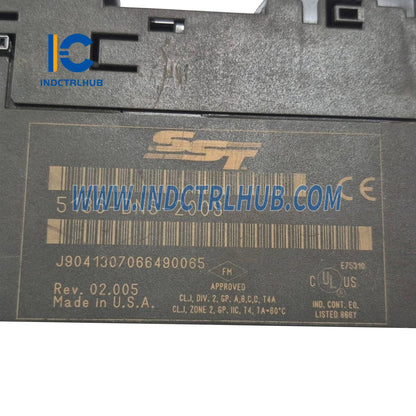 INDCTRLHUB
SST
WWW.INDCTRLHUB.COM
J9041307066490065
Rev. 02.005
Made in U.S.A.
FM
APPROVED
CL.I, DIV. 2, GP. A,B,C,D, T4A
CL.I, ZONE 2, GP. IIC, T4, TA=60°C
CE
E75310
C UL US
IND. CONT. EQ.
LISTED 866Y